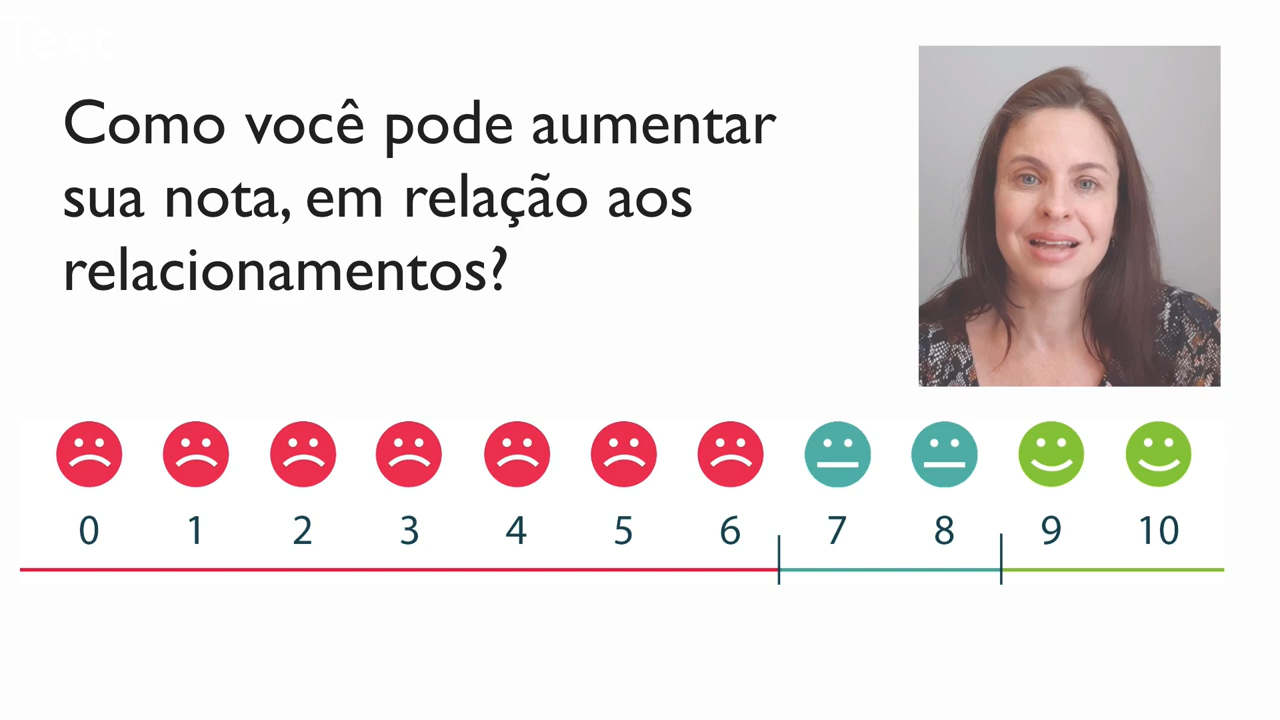 Text
Como você pode aumentar
sua nota, em relação aos
relacionamentos?
0 1 2 3 4 5 6 7 8 9 10